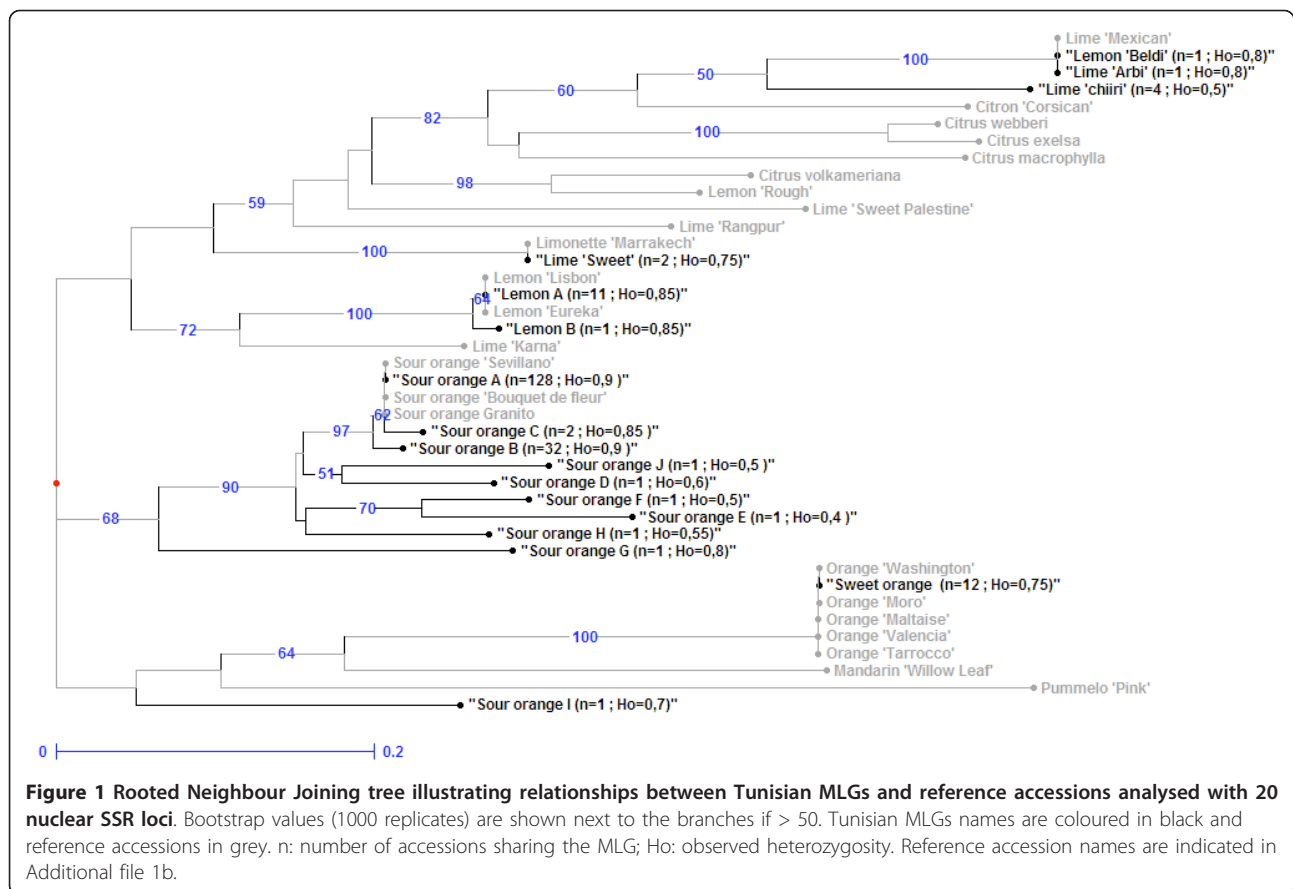 Lime 'Mexican'
100
"Lemon 'Beldi' (n=1 ; Ho=0,8)"
50
"Lime 'Arbi' (n=1 ; Ho=0,8)"
60
"Lime 'chiiri' (n=4 ; Ho=0,5)"
Citron 'Corsican'
82
Citrus webberi
100
Citrus exelsa
Citrus macrophylla
Citrus volkameriana
98
Lemon 'Rough'
59
Lime 'Sweet Palestine'
Lime 'Rangpur'
Limonette 'Marrakech'
100
"Lime 'Sweet' (n=2 ; Ho=0,75)"
Lemon 'Lisbon'
64
"Lemon A (n=11 ; Ho=0,85)"
100
Lemon 'Eureka'
72
"Lemon B (n=1 ; Ho=0,85)"
Lime 'Karna'
Sour orange 'Sevillano'
"Sour orange A (n=128 ; Ho=0,9 )"
Sour orange 'Bouquet de fleur'
62
Sour orange Granito
97
"Sour orange C (n=2 ; Ho=0,85 )"
"Sour orange B (n=32 ; Ho=0,9 )"
51
"Sour orange J (n=1 ; Ho=0,5 )"
90
"Sour orange D (n=1 ; Ho=0,6)"
70
"Sour orange F (n=1 ; Ho=0,5)"
68
"Sour orange E (n=1 ; Ho=0,4 )"
"Sour orange H (n=1 ; Ho=0,55)"
"Sour orange G (n=1 ; Ho=0,8)"
Orange 'Washington'
"Sweet orange  (n=12 ; Ho=0,75)"
Orange 'Moro'
Orange 'Maltaise'
100
Orange 'Valencia'
64
Orange 'Tarrocco'
Mandarin 'Willow Leaf'
Pummelo 'Pink'
"Sour orange I (n=1 ; Ho=0,7)"
0 0.2
Figure 1 Rooted Neighbour Joining tree illustrating relationships between Tunisian MLGs and reference accessions analysed with 20
nuclear SSR loci. Bootstrap values (1000 replicates) are shown next to the branches if > 50. Tunisian MLGs names are coloured in black and
reference accessions in grey. n: number of accessions sharing the MLG; Ho: observed heterozygosity. Reference accession names are indicated in
Additional file 1b.